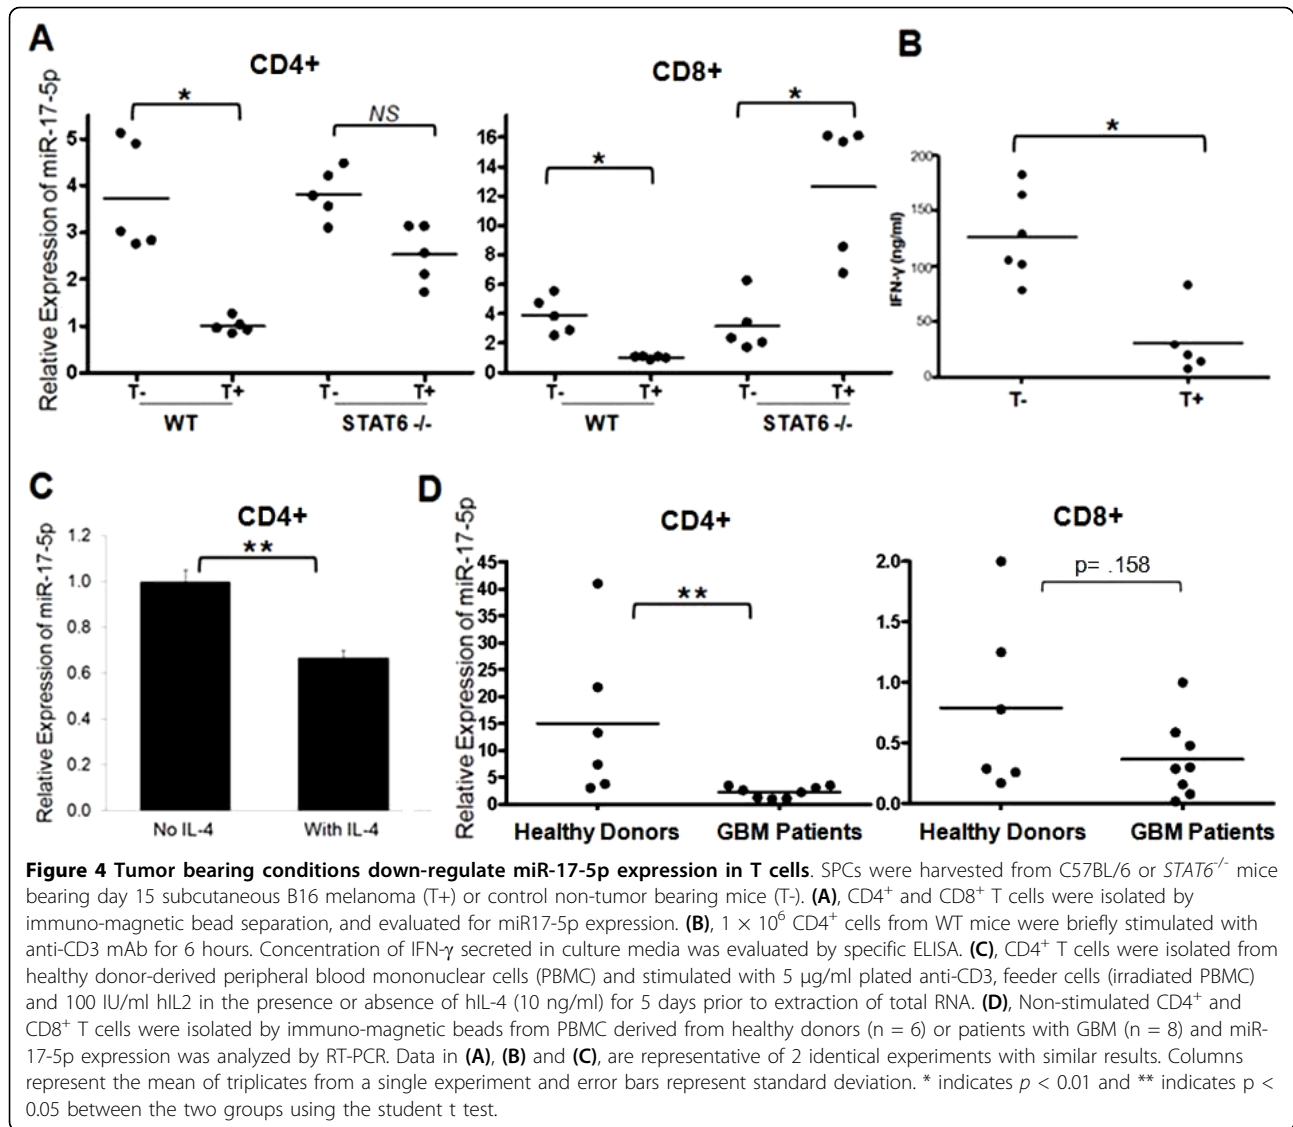 A
CD4+
CD8+
Relative Expression of miR-17-5p
*
NS
*
*
5
4
3
2
1
0
16
14
12
10
8
6
4
2
0
T-
T+
T-
T+
WT
STAT6 -/-
T-
T+
T-
T+
WT
STAT6 -/-
B
*
IFN-γ (ng/ml)
200
150
100
50
0
T-
T+
C
CD4+
Relative Expression of miR-17-5p
**
1.2
1.0
0.8
0.6
0.4
0.2
0.0
No IL-4
With IL-4
D
CD4+
CD8+
Relative Expression of miR-17-5p
**
p= .158
45
40
35
30
25
20
15
10
5
0
Healthy Donors
GBM Patients
2.0
1.5
1.0
0.5
0.0
Healthy Donors
GBM Patients
Figure 4 Tumor bearing conditions down-regulate miR-17-5p expression in T cells. SPCs were harvested from C57BL/6 or STAT6-/- mice
bearing day 15 subcutaneous B16 melanoma (T+) or control non-tumor bearing mice (T-). (A), CD4+ and CD8+ T cells were isolated by
immuno-magnetic bead separation, and evaluated for miR17-5p expression. (B), 1 × 10⁶ CD4+ cells from WT mice were briefly stimulated with
anti-CD3 mAb for 6 hours. Concentration of IFN-γ secreted in culture media was evaluated by specific ELISA. (C), CD4+ T cells were isolated from
healthy donor-derived peripheral blood mononuclear cells (PBMC) and stimulated with 5 μg/ml plated anti-CD3, feeder cells (irradiated PBMC)
and 100 IU/ml hIL2 in the presence or absence of hIL-4 (10 ng/ml) for 5 days prior to extraction of total RNA. (D), Non-stimulated CD4+ and
CD8+ T cells were isolated by immuno-magnetic beads from PBMC derived from healthy donors (n = 6) or patients with GBM (n = 8) and miR-
17-5p expression was analyzed by RT-PCR. Data in (A), (B) and (C), are representative of 2 identical experiments with similar results. Columns
represent the mean of triplicates from a single experiment and error bars represent standard deviation. * indicates p < 0.01 and ** indicates p <
0.05 between the two groups using the student t test.